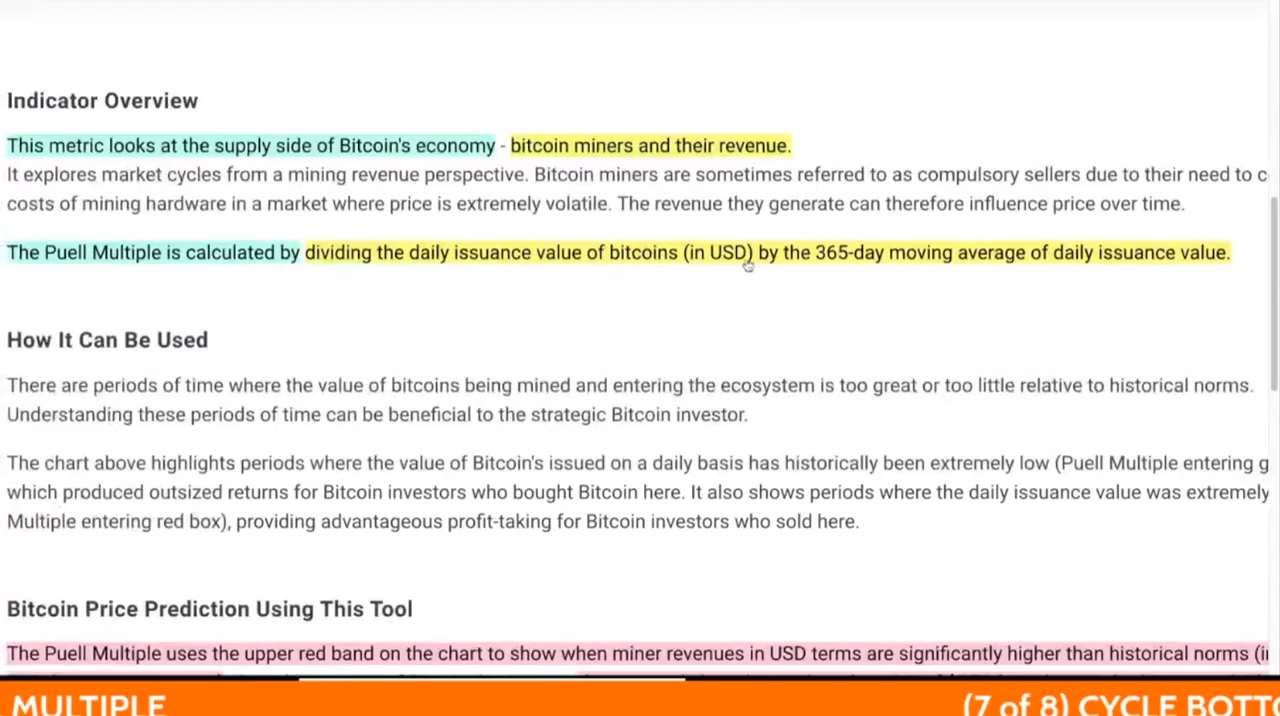 Indicator Overview
This metric looks at the supply side of Bitcoin's economy - bitcoin miners and their revenue.
It explores market cycles from a mining revenue perspective. Bitcoin miners are sometimes referred to as compulsory sellers due to their need to c
costs of mining hardware in a market where price is extremely volatile. The revenue they generate can therefore influence price over time.
The Puell Multiple is calculated by dividing the daily issuance value of bitcoins (in USD) by the 365-day moving average of daily issuance value.
How It Can Be Used
There are periods of time where the value of bitcoins being mined and entering the ecosystem is too great or too little relative to historical norms.
Understanding these periods of time can be beneficial to the strategic Bitcoin investor.
The chart above highlights periods where the value of Bitcoin's issued on a daily basis has historically been extremely low (Puell Multiple entering g
which produced outsized returns for Bitcoin investors who bought Bitcoin here. It also shows periods where the daily issuance value was extremely
Multiple entering red box), providing advantageous profit-taking for Bitcoin investors who sold here.
Bitcoin Price Prediction Using This Tool
The Puell Multiple uses the upper red band on the chart to show when miner revenues in USD terms are significantly higher than historical norms (i
MULTIPLE (7 of 8) CYCLE BOTTO